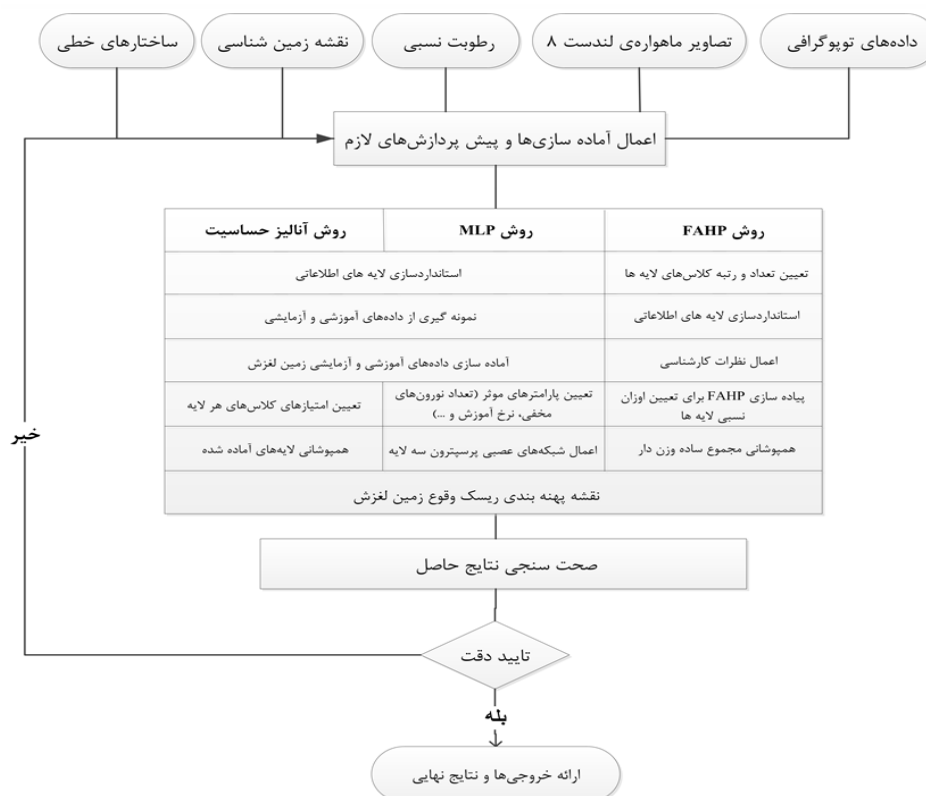 داده‌های توپوگرافی
تصاویر ماهواره‌ی لندست ۸
رطوبت نسبی
نقشه زمین شناسی
ساختارهای خطی
اعمال آماده سازی‌ها و پیش پردازش‌های لازم
روش FAHP
روش MLP
روش آنالیز حساسیت
تعیین تعداد و رتبه کلاس‌های لایه ها
استانداردسازی لایه های اطلاعاتی
استانداردسازی لایه های اطلاعاتی
نمونه گیری از داده‌های آموزشی و آزمایشی
اعمال نظرات کارشناسی
آماده سازی داده‌های آموزشی و آزمایشی زمین لغزش
پیاده سازی FAHP برای تعیین اوزان
نسبی لایه ها
تعیین پارامترهای موثر (تعداد نورون‌های
مخفی، نرخ آموزش و ...)
تعیین امتیازهای کلاس‌های هر لایه
همپوشانی مجموع ساده وزن دار
اعمال شبکه‌های عصبی پرسپترون سه لایه
همپوشانی لایه‌های آماده شده
نقشه پهنه بندی ریسک وقوع زمین لغزش
صحت سنجی نتایج حاصل
تایید دقت
خیر
بله
ارائه خروجی‌ها و نتایج نهایی